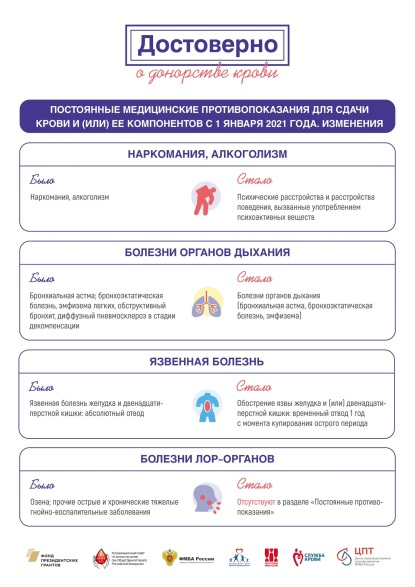 Достоверно
о донорстве крови
ПОСТОЯННЫЕ МЕДИЦИНСКИЕ ПРОТИВОПОКАЗАНИЯ ДЛЯ СДАЧИ
КРОВИ И (ИЛИ) ЕЕ КОМПОНЕНТОВ С 1 ЯНВАРЯ 2021 ГОДА. ИЗМЕНЕНИЯ
НАРКОМАНИЯ, АЛКОГОЛИЗМ
Было
Наркомания, алкоголизм
Стало
Психические расстройства и расстройства
поведения, вызванные употреблением
психоактивных веществ
БОЛЕЗНИ ОРГАНОВ ДЫХАНИЯ
Было
Бронхиальная астма; бронхоэктатическая
болезнь, эмфизема легких, обструктивный
бронхит, диффузный пневмосклероз в стадии
декомпенсации
Стало
Болезни органов дыхания
(бронхиальная астма, бронхоэктатическая
болезнь, эмфизема)
ЯЗВЕННАЯ БОЛЕЗНЬ
Было
Язвенная болезнь желудка и двенадцати-
перстной кишки: абсолютный отвод
Стало
Обострение язвы желудка и (или) двенадцати-
перстной кишки: временный отвод 1 год
с момента купирования острого периода
БОЛЕЗНИ ЛОР-ОРГАНОВ
Было
Озена; прочие острые и хронические тяжелые
гнойно-воспалительные заболевания
Стало
Отсутствуют в разделе «Постоянные противо-
показания»
ФОНД
ПРЕЗИДЕНТСКИХ
ГРАНТОВ
ФМБА России
СЛУЖБА
КРОВИ
ЦПТ